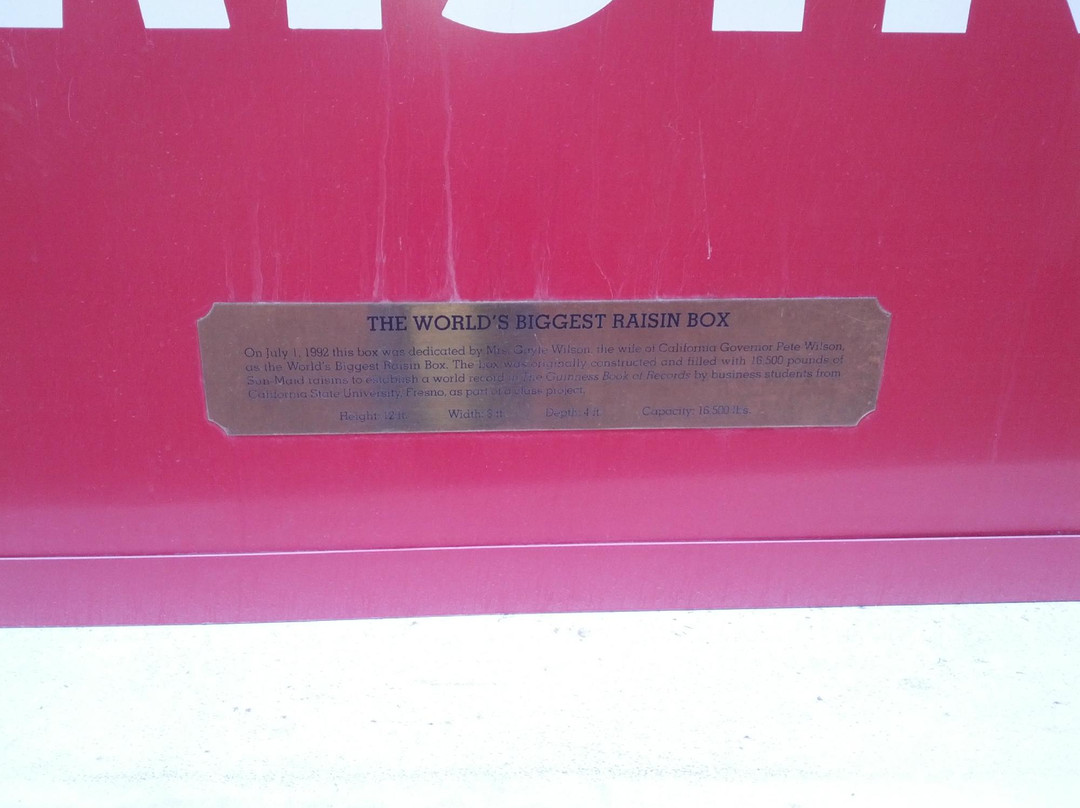 THE WORLD'S BIGGEST RAISIN BOX
On July 1, 1992 this box was dedicated by Mrs. Gayle Wilson, the wife of California Governor Pete Wilson,
as the World's Biggest Raisin Box. The box was originally constructed and filled with 16,500 pounds of
Sun-Maid raisins to establish a world record in the Guinness Book of Records by business students from
California State University, Fresno, as part of a class project.
Height: 12 ft. Width: ft. Depth: 4 ft. Capacity: 16,500 lbs.